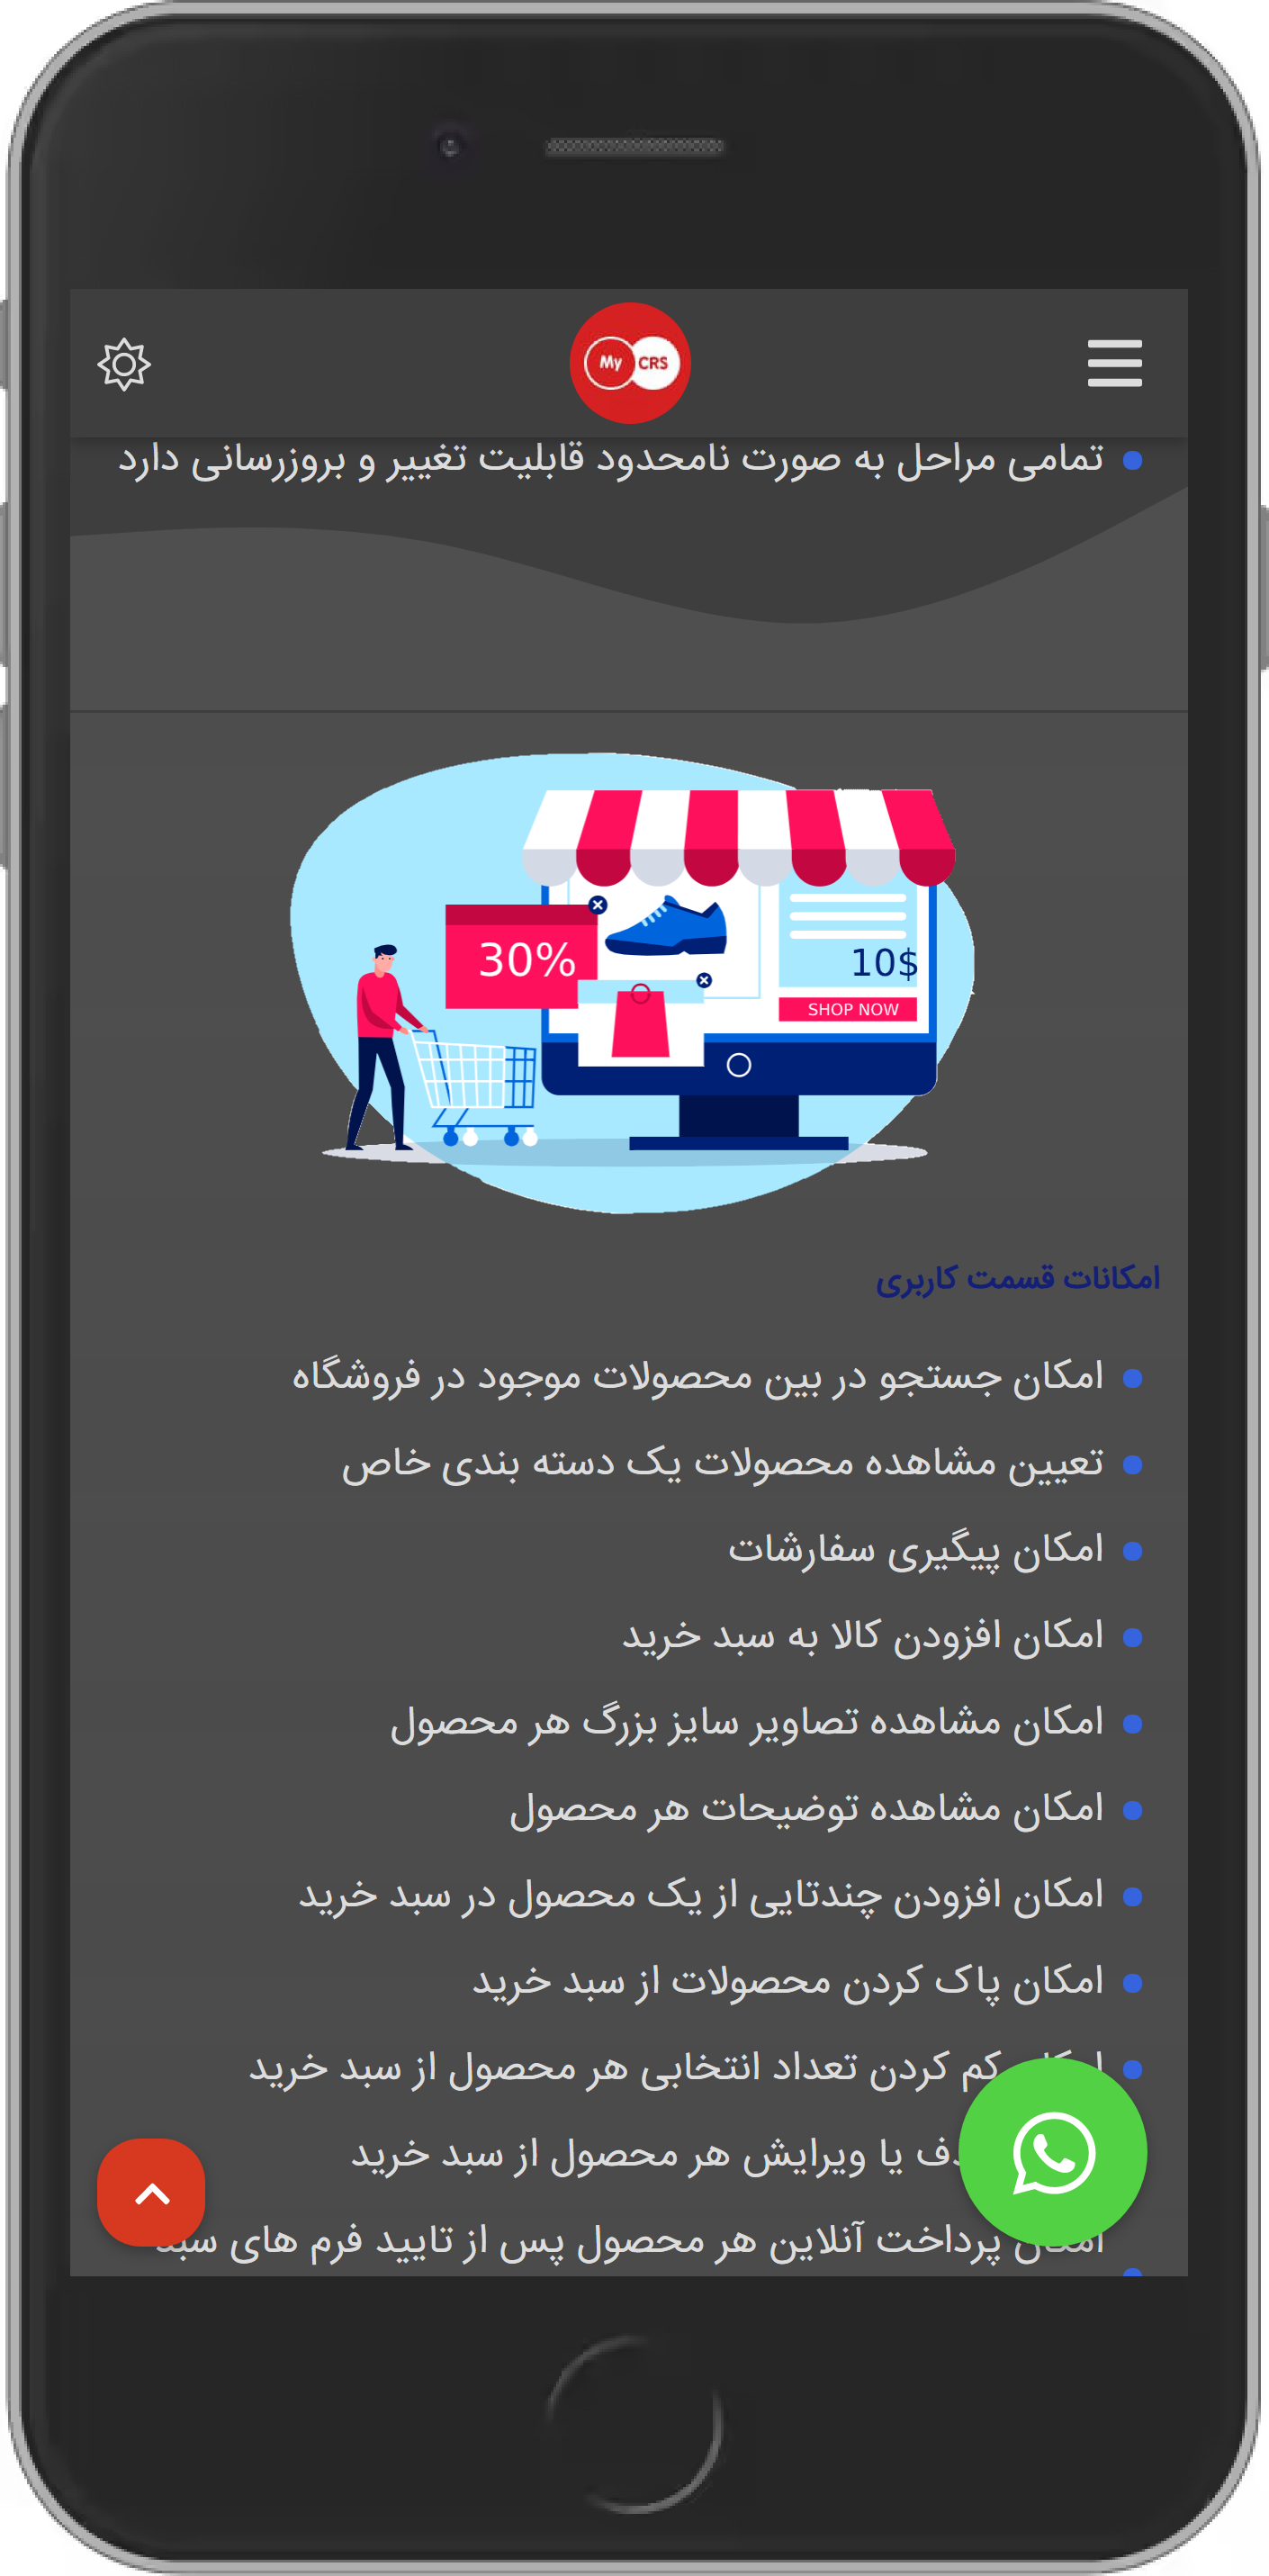 My CRS
تمامی مراحل به صورت نامحدود قابلیت تغییر و بروزرسانی دارد
30%
10$
SHOP NOW
امکانات قسمت کاربری
امکان جستجو در بین محصولات موجود در فروشگاه
تعیین مشاهده محصولات یک دسته بندی خاص
امکان پیگیری سفارشات
امکان افزودن کالا به سبد خرید
امکان مشاهده تصاویر سایز بزرگ هر محصول
امکان مشاهده توضیحات هر محصول
امکان افزودن چندتایی از یک محصول در سبد خرید
امکان پاک کردن محصولات از سبد خرید
کم کردن تعداد انتخابی هر محصول از سبد خرید
یا ویرایش هر محصول از سبد خرید
امکان پرداخت آنلاین هر محصول پس از تایید فرم های سبد